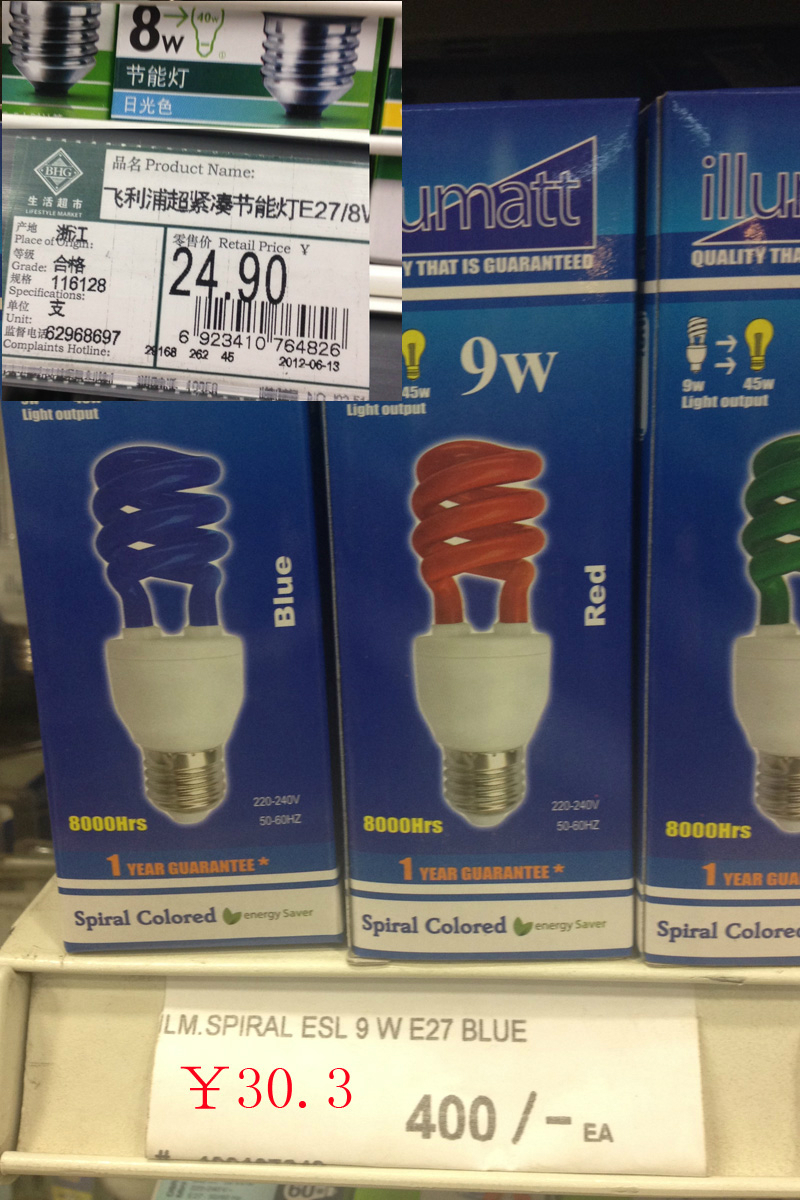 8W
40w
节能灯
日光色
BHG
生活超市
LIFESTYLE MARKET
品名 Product Name:
飞利浦超紧凑节能灯E27/8W
产地
Place of Origin:
浙江
等级
Grade:
合格
规格
Specifications:
116128
单位
Unit:
支
监督电话
Complaints Hotline:
62968697
零售价 Retail Price ¥
24.90
6 923410 764826
29168 262 45
2012-06-13
umatt
Y THAT IS GUARANTEED
illu
QUALITY THA
9w
45w
Light output
9w
45w
Light output
Light output
Blue
Red
8000Hrs
220-240V
50-60HZ
1 YEAR GUARANTEE *
Spiral Colored energy Saver
8000Hrs
220-240V
50-60HZ
1 YEAR GUARANTEE *
Spiral Colored energy Saver
8000Hrs
1 YEAR GUA
Spiral Colored
ILM.SPIRAL ESL 9 W E27 BLUE
￥30.3
400/- EA